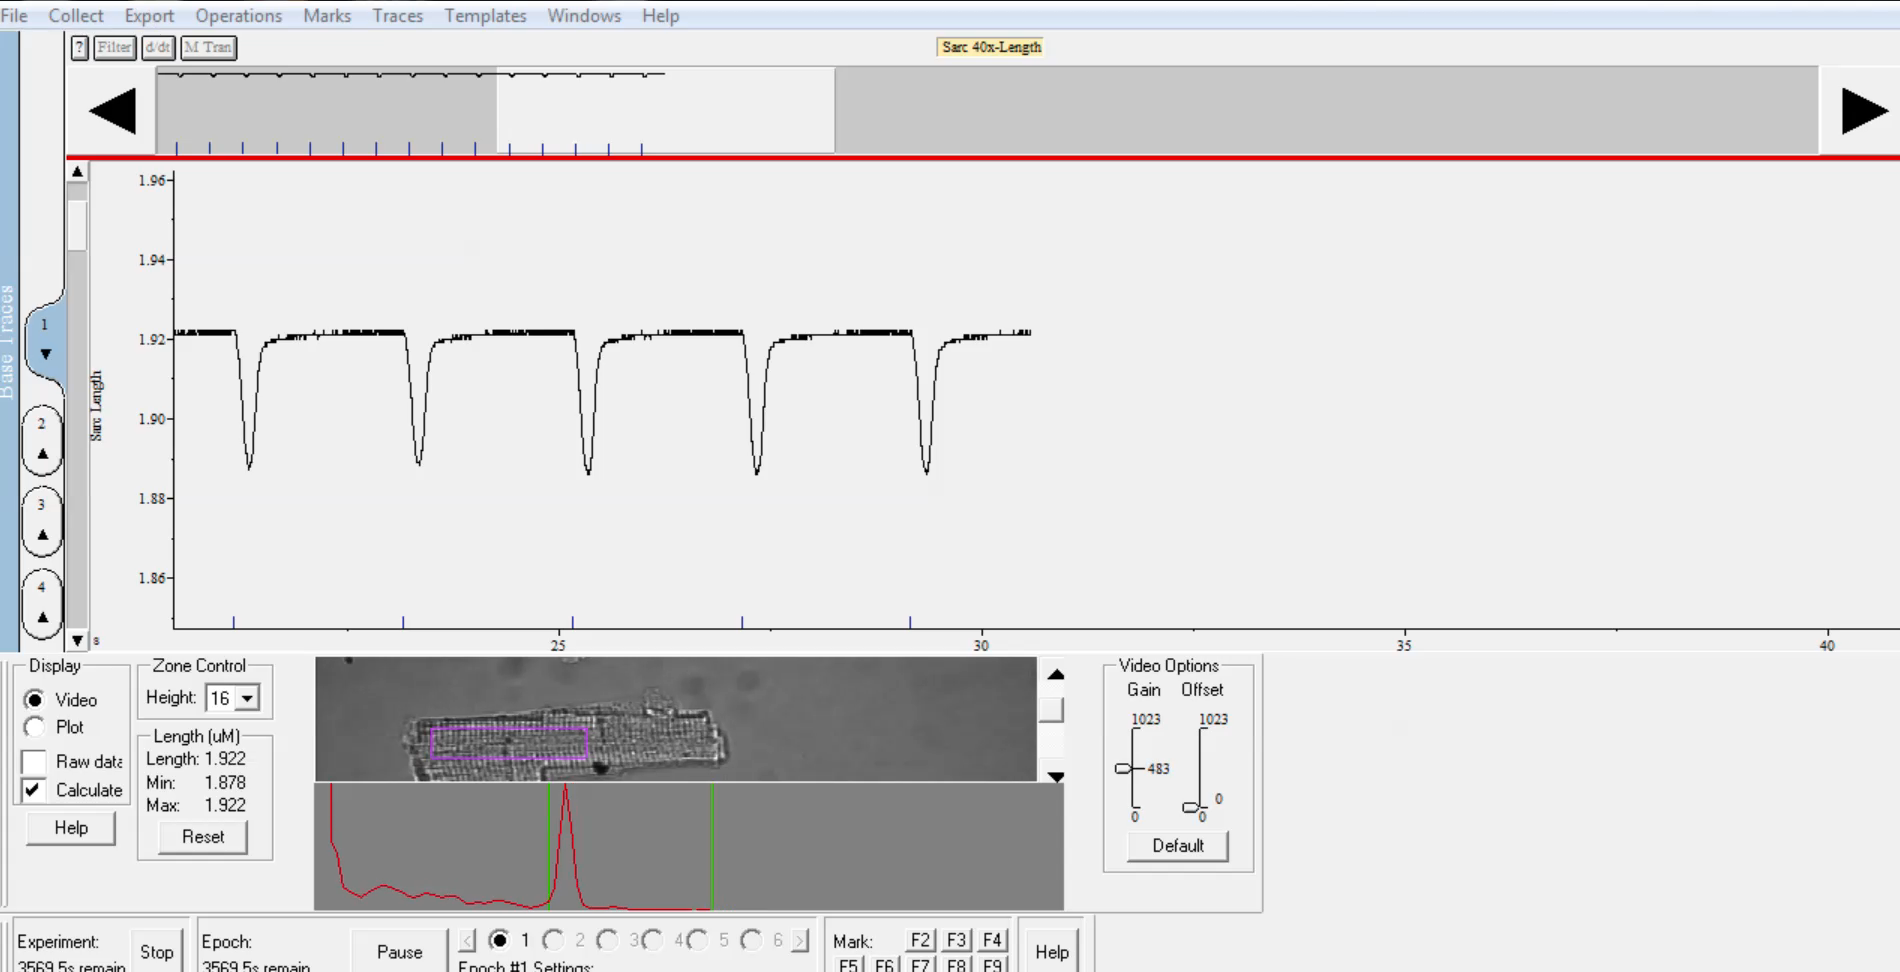 File Collect Export Operations Marks Traces Templates Windows Help
? Filter d/dt M Tran
Sarc 40x-Length
Base Traces
1
2
3
4
Sarc Length
1.96
1.94
1.92
1.90
1.88
1.86
s 25 30 35 40
Display
Video
Plot
Raw data
Calculate
Help
Zone Control
Height: 16
Length (uM)
Length: 1.922
Min: 1.878
Max: 1.922
Reset
Video Options
Gain Offset
1023 1023
483
0
0 0
Default
Experiment:
3569.5s remain
Stop
Epoch:
3569.5s remain
Pause
< 1 2 3 4 5 6 >
Epoch #1 Settings:
Mark: F2 F3 F4
F5 F6 F7 F8 F9
Help